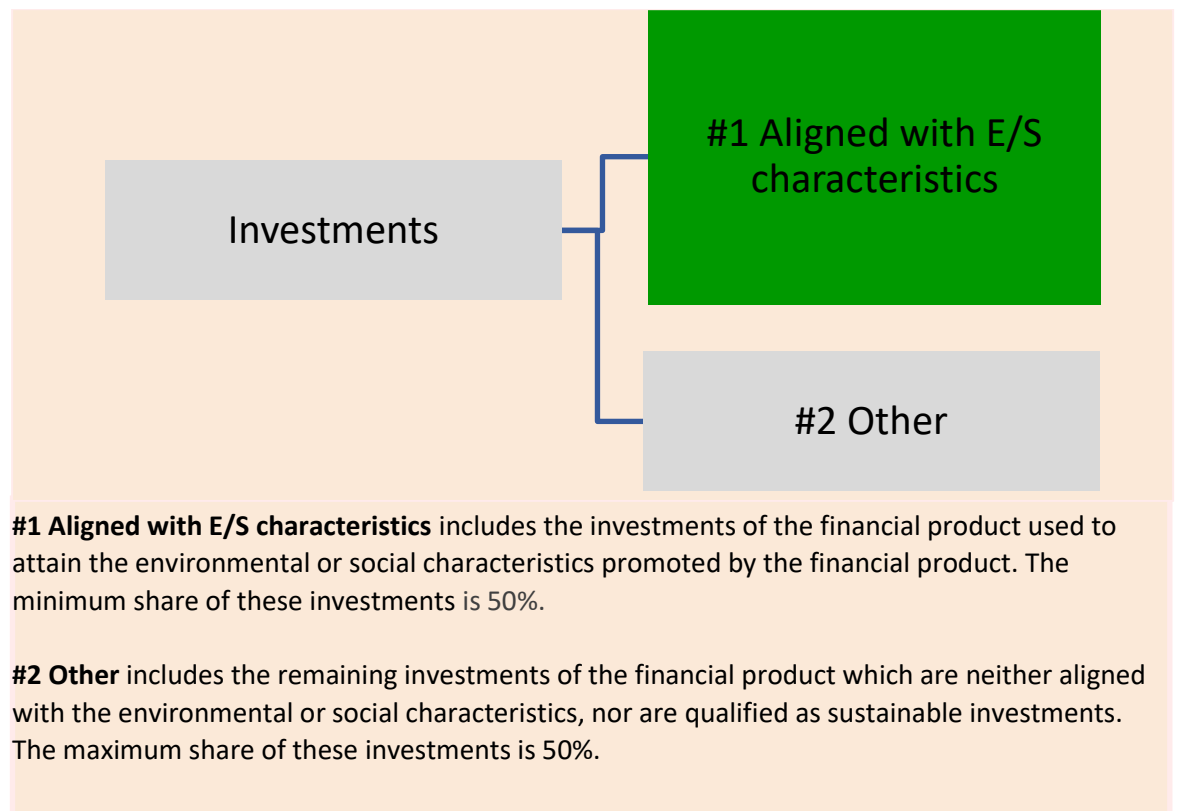 #1 Aligned with E/S
characteristics
Investments
#2 Other
#1 Aligned with E/S characteristics includes the investments of the financial product used to
attain the environmental or social characteristics promoted by the financial product. The
minimum share of these investments is 50%.
#2 Other includes the remaining investments of the financial product which are neither aligned
with the environmental or social characteristics, nor are qualified as sustainable investments.
The maximum share of these investments is 50%.